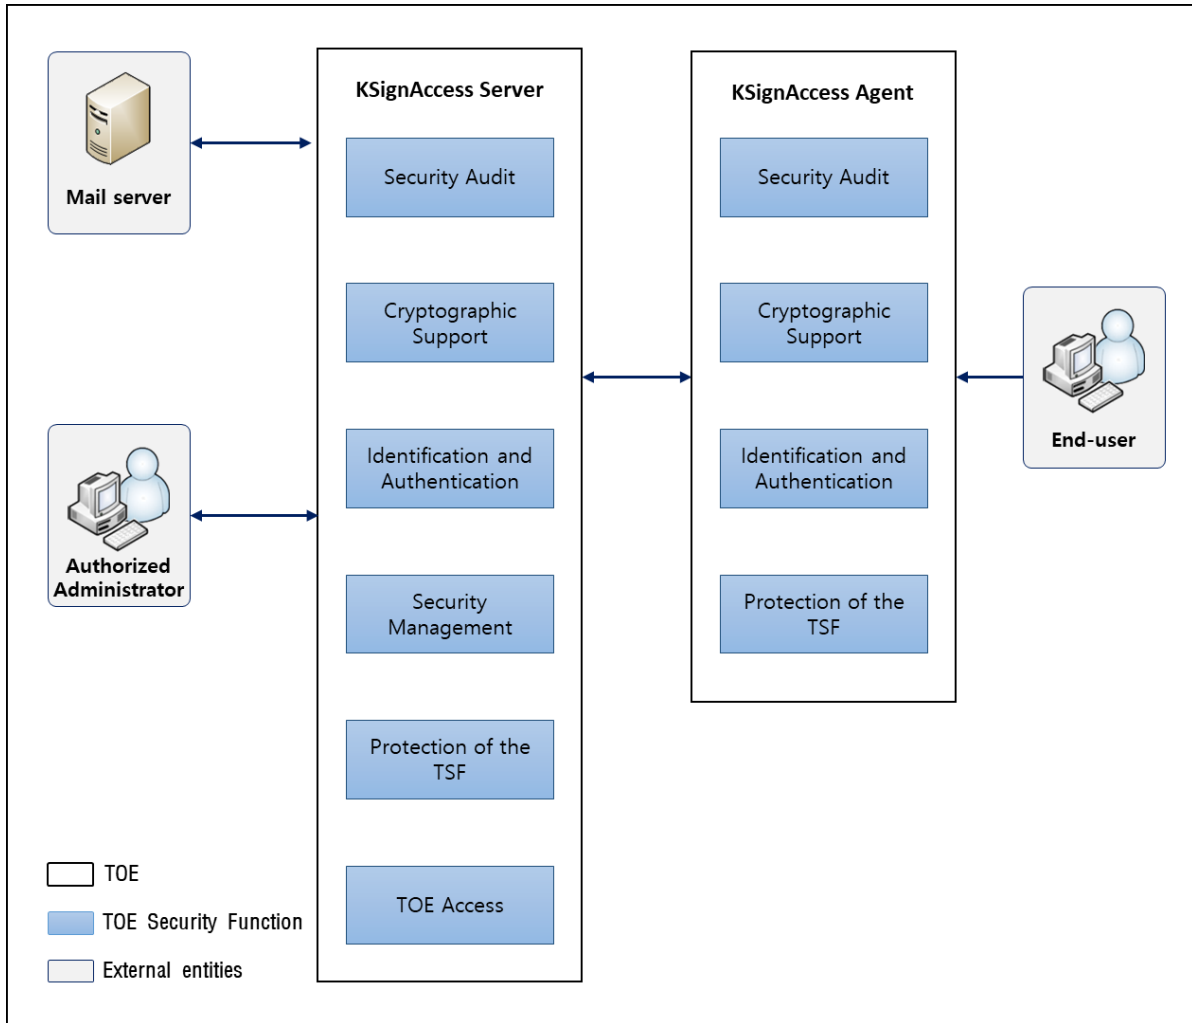 Mail server
Authorized
Administrator
KSignAccess Server
Security Audit
Cryptographic
Support
Identification and
Authentication
Security
Management
Protection of the
TSF
TOE Access
KSignAccess Agent
Security Audit
Cryptographic
Support
Identification and
Authentication
Protection of the
TSF
End-user
TOE
TOE Security Function
External entities